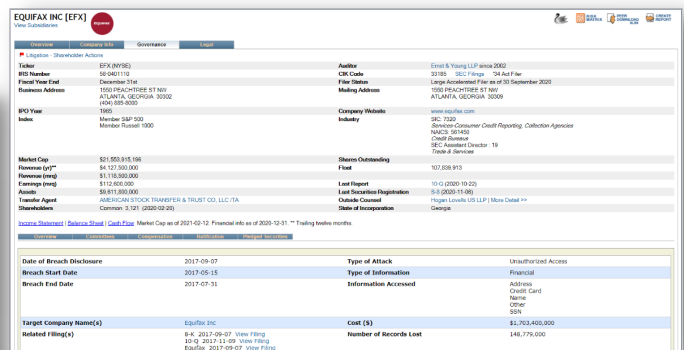 EQUIFAX INC [EFX]
View Subsidiaries
EQUIFAX
RISK MATRIX
VIEW DOWNLOAD
CREATE REPORT
Overview Company Info Governance Legal
Litigation - Shareholder Actions
Ticker EFX (NYSE) Auditor Ernst & Young LLP since 2002
IRS Number 58-0401110 CIK Code 33185 SEC Filings '34 Act Filer
Fiscal Year End December 31st Filer Status Large Accelerated Filer as of 30 September 2020
Business Address 1550 PEACHTREE ST NW Mailing Address 1550 PEACHTREE ST NW
ATLANTA, GEORGIA 30302 ATLANTA, GEORGIA 30309
(404) 885-8000
IPO Year 1965 Company Website www.equifax.com
Index Member S&P 500 Industry SIC: 7320
Member Russell 1000 Services-Consumer Credit Reporting, Collection Agencies
NAICS: 561450
Credit Bureaus
SEC Assistant Director : 19
Trade & Services
Market Cap $21,553,915,196 Shares Outstanding
Revenue (yr)** $4,127,500,000 Float 107,839,913
Revenue (mrq) $1,118,500,000
Earnings (mrq) $112,600,000 Last Report 10-Q (2020-10-22)
Assets $9,611,800,000 Last Securities Registration S-8 (2020-11-06)
Transfer Agent AMERICAN STOCK TRANSFER & TRUST CO, LLC /TA Outside Counsel Hogan Lovells US LLP | More Detail >>
Shareholders Common 3,121 (2020-02-20) State of Incorporation Georgia
Income Statement | Balance Sheet | Cash Flow Market Cap as of 2021-02-12. Financial info as of 2020-12-31. ** Trailing twelve months
Overview Committees Compensation Ratification Pledged Securities
Date of Breach Disclosure 2017-09-07 Type of Attack Unauthorized Access
Breach Start Date 2017-05-15 Type of Information Financial
Breach End Date 2017-07-31 Information Accessed Address
Credit Card
Name
Other
SSN
Target Company Name(s) Equifax Inc Cost ($) $1,703,400,000
Related Filing(s) 8-K 2017-09-07 View Filing Number of Records Lost 148,779,000
10-Q 2017-11-09 View Filing
Equifax 2017-09-07 View Filing